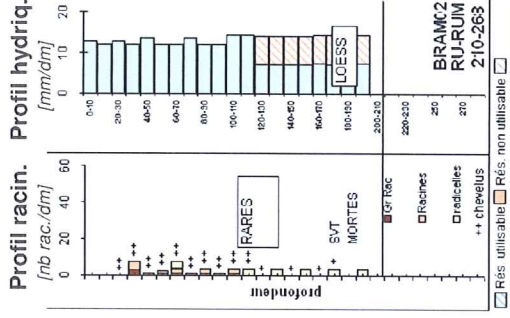 Profil hydriq.
[mm/dm]
0
10
20
0-10
20-30
40-50
60-70
80-90
100-110
120-130
140-150
160-170
180-190
200-210
220-230
250
270
LOESS
BRAM02
RU-RUM
210-268
Profil racin.
[nb rac./dm]
0
20
40
60
profondeur
RARES
SVT
MORTES
Gr Rac
Racines
radicelles
++ chevelus
Rés. utilisable
Rés. non utilisable